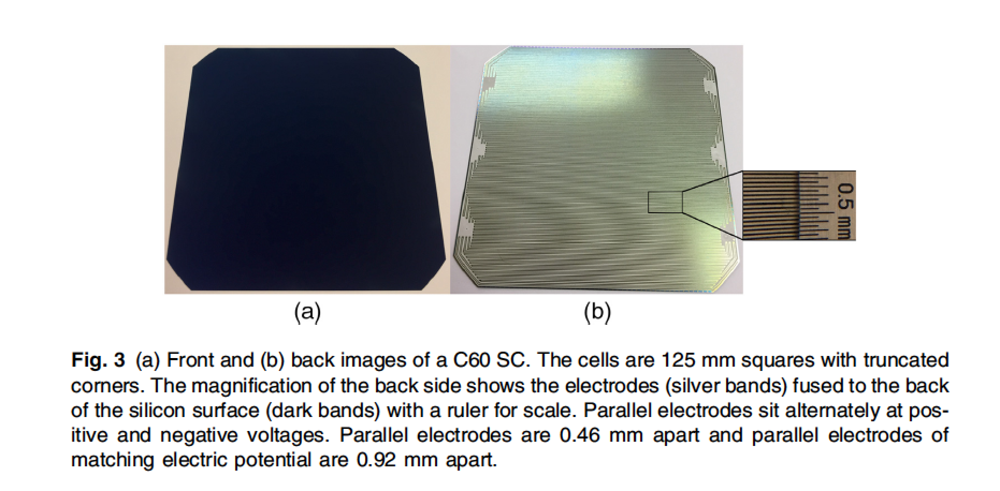 0.5 mm
(a)
(b)
Fig. 3 (a) Front and (b) back images of a C60 SC. The cells are 125 mm squares with truncated
corners. The magnification of the back side shows the electrodes (silver bands) fused to the back
of the silicon surface (dark bands) with a ruler for scale. Parallel electrodes sit alternately at pos-
itive and negative voltages. Parallel electrodes are 0.46 mm apart and parallel electrodes of
matching electric potential are 0.92 mm apart.